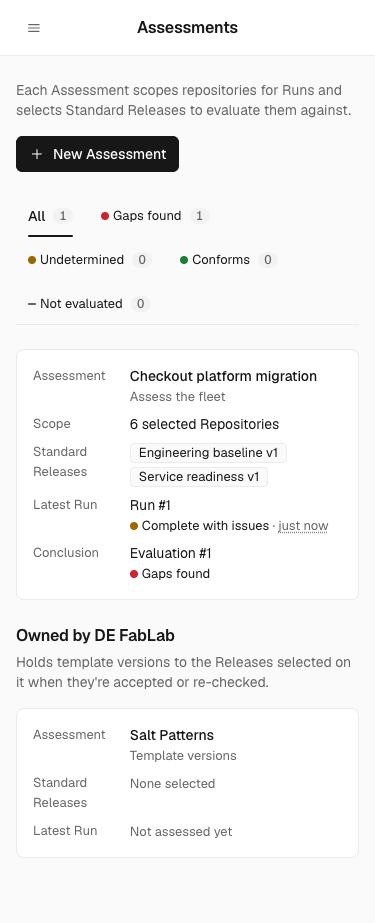 Assessments
Each Assessment scopes repositories for Runs and
selects Standard Releases to evaluate them against.
+ New Assessment
All 1 Gaps found 1
Undetermined 0 Conforms 0
– Not evaluated 0
Assessment Checkout platform migration
Assess the fleet
Scope 6 selected Repositories
Standard Releases Engineering baseline v1
Service readiness v1
Latest Run Run #1
Complete with issues · just now
Conclusion Evaluation #1
Gaps found
Owned by DE FabLab
Holds template versions to the Releases selected on
it when they're accepted or re-checked.
Assessment Salt Patterns
Template versions
Standard Releases None selected
Latest Run Not assessed yet